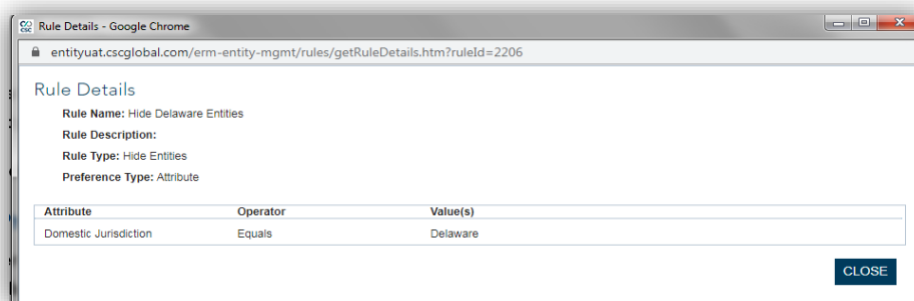 CSC Rule Details - Google Chrome
entityuat.cscglobal.com/erm-entity-mgmt/rules/getRuleDetails.htm?ruleId=2206
Rule Details
Rule Name: Hide Delaware Entities
Rule Description:
Rule Type: Hide Entities
Preference Type: Attribute
Attribute Operator Value(s)
Domestic Jurisdiction Equals Delaware
CLOSE